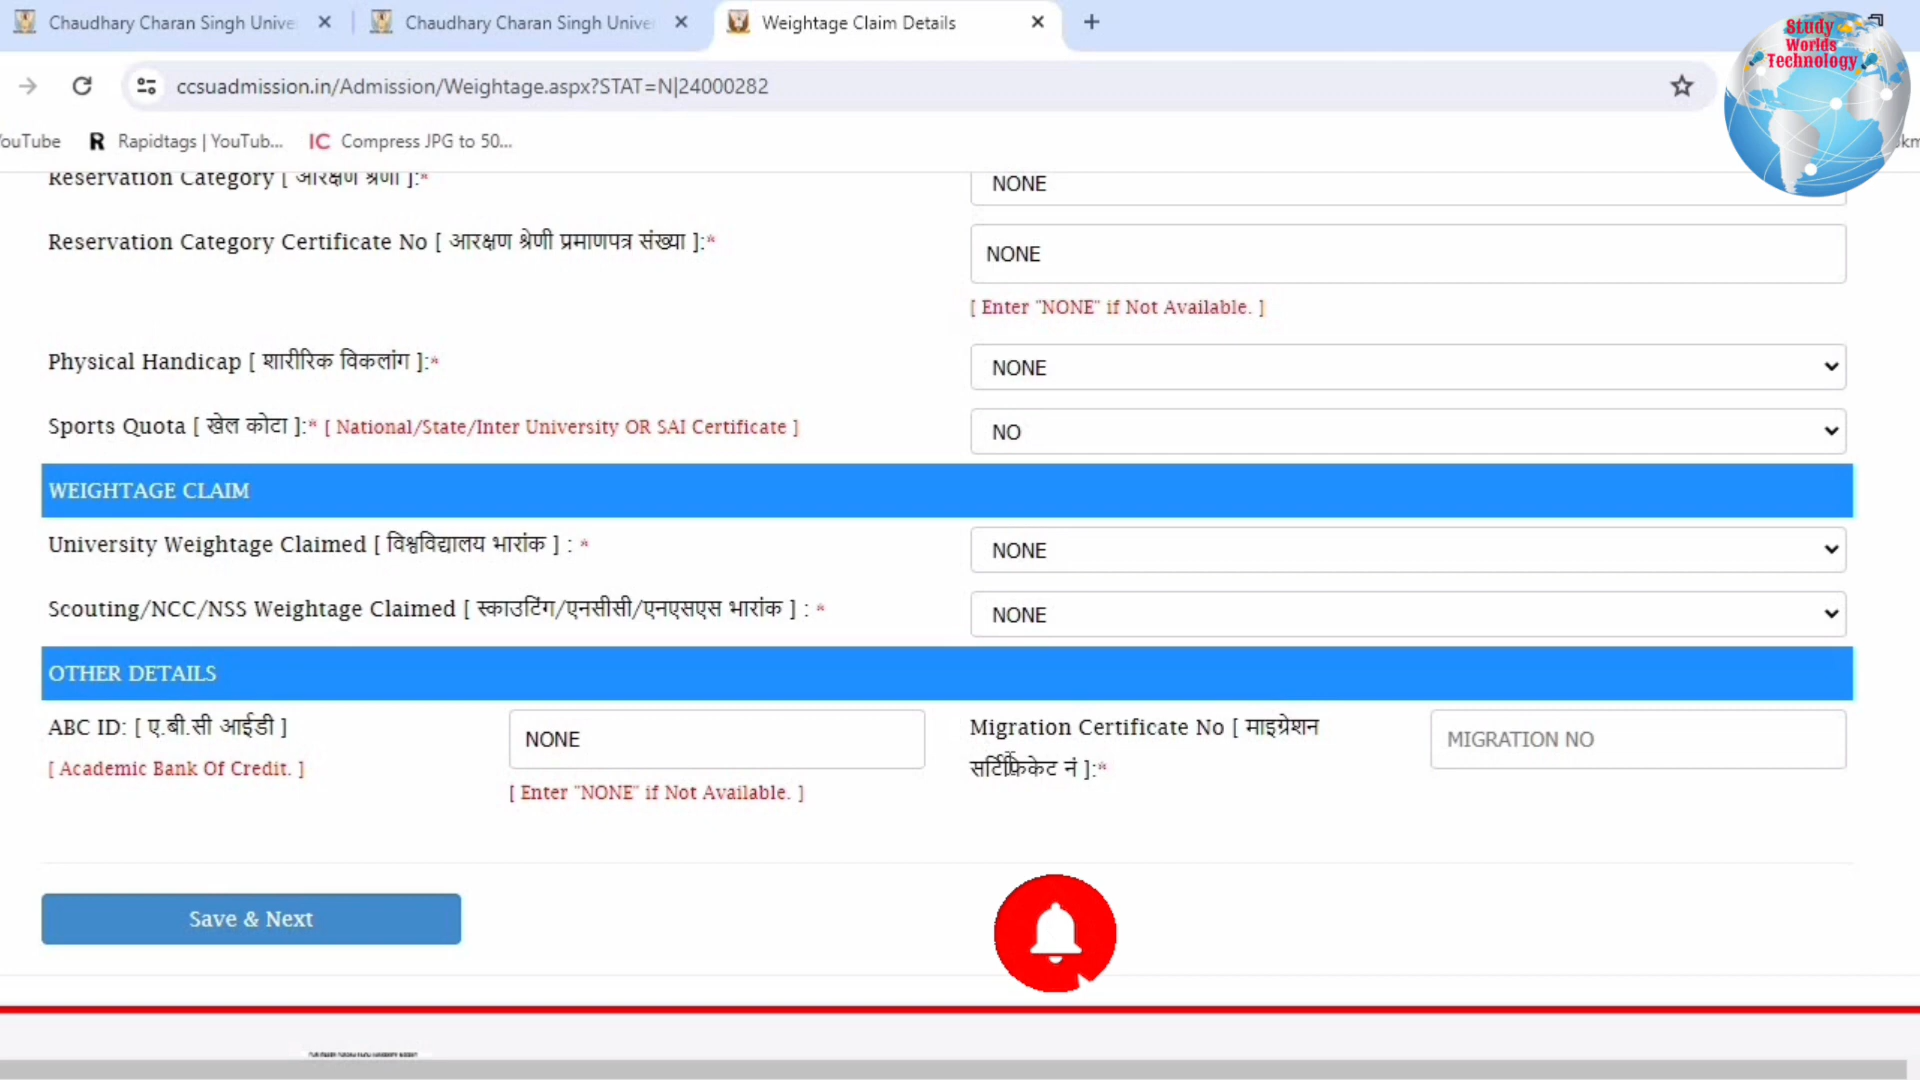 Chaudhary Charan Singh Unive
Chaudhary Charan Singh Unive
Weightage Claim Details
Study
Worlds
Technology
ccsuadmission.in/Admission/Weightage.aspx?STAT=N|24000282
ouTube
R Rapidtags | YouTub...
IC Compress JPG to 50...
Reservation Category [ आरक्षण श्रेणी ]:*
NONE
Reservation Category Certificate No [ आरक्षण श्रेणी प्रमाणपत्र संख्या ]:*
NONE
[ Enter "NONE" if Not Available. ]
Physical Handicap [ शारीरिक विकलांग ]:*
NONE
Sports Quota [ खेल कोटा ]:* [ National/State/Inter University OR SAI Certificate ]
NO
WEIGHTAGE CLAIM
University Weightage Claimed [ विश्वविद्यालय भारांक ] : *
NONE
Scouting/NCC/NSS Weightage Claimed [ स्काउटिंग/एनसीसी/एनएसएस भारांक ] : *
NONE
OTHER DETAILS
ABC ID: [ ए.बी.सी आईडी ]
[ Academic Bank Of Credit. ]
NONE
[ Enter "NONE" if Not Available. ]
Migration Certificate No [ माइग्रेशन
सर्टिफ़िकेट नं ]:*
MIGRATION NO
Save & Next